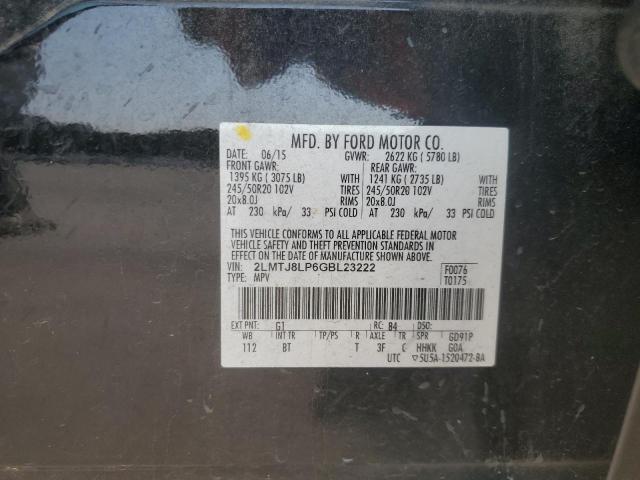 MFD. BY FORD MOTOR CO.
DATE: 06/15 GVWR: 2622 KG ( 5780 LB)
FRONT GAWR: REAR GAWR:
1395 KG ( 3075 LB) WITH 1241 KG ( 2735 LB) WITH
245/50R20 102V TIRES 245/50R20 102V TIRES
20x8.0J RIMS 20x8.0J RIMS
AT 230 kPa/ 33 PSI COLD AT 230 kPa/ 33 PSI COLD
THIS VEHICLE CONFORMS TO ALL APPLICABLE FEDERAL MOTOR
VEHICLE SAFETY AND THEFT PREVENTION STANDARDS IN
EFFECT ON THE DATE OF MANUFACTURE SHOWN ABOVE.
VIN: 2LMTJ8LP6GBL23222 F0076
TYPE: MPV T0175
EXT PNT: G1 RC: 84 DSO:
WB INT TR TP/PS R AXLE TR SPR GD91P
112 BT T 3F C HHKK G0A
UTC ▽5U5A-1520472-BA